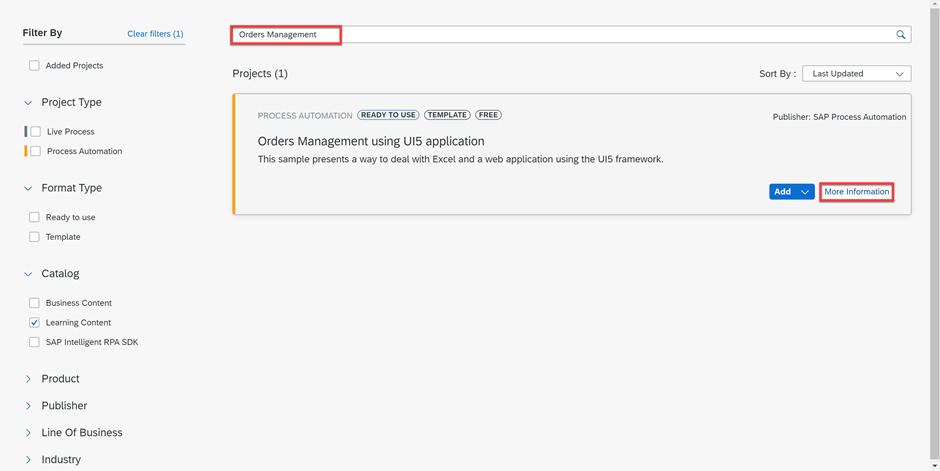 Filter By
Clear filters (1)
Added Projects
Project Type
Live Process
Process Automation
Format Type
Ready to use
Template
Catalog
Business Content
Learning Content
SAP Intelligent RPA SDK
Product
Publisher
Line Of Business
Industry
Orders Management
Projects (1)
Sort By :
Last Updated
PROCESS AUTOMATION READY TO USE TEMPLATE FREE
Publisher: SAP Process Automation
Orders Management using UI5 application
This sample presents a way to deal with Excel and a web application using the UI5 framework.
Add
More Information